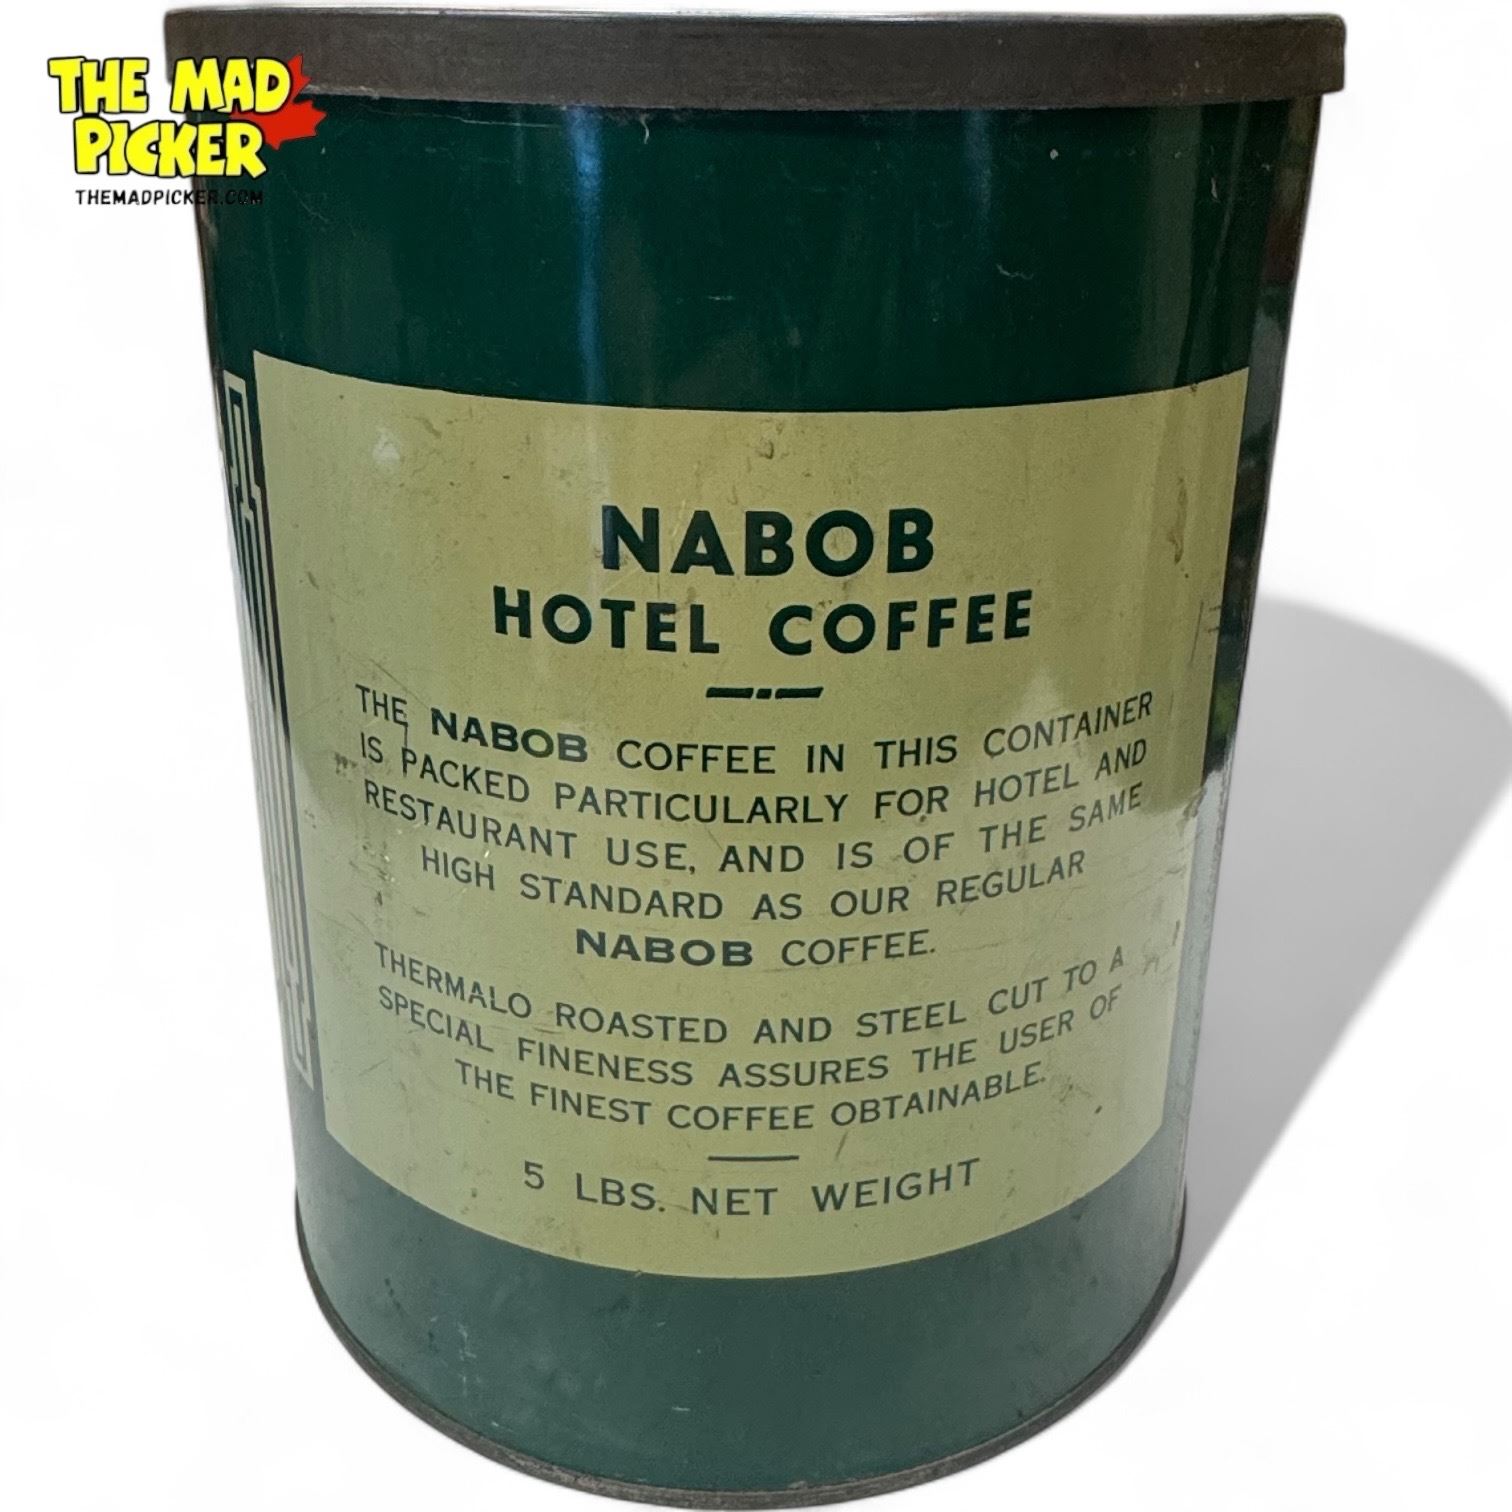 THE MAD
PICKER
THEMADPICKER.COM
NABOB
HOTEL COFFEE
THE NABOB COFFEE IN THIS CONTAINER
IS PACKED PARTICULARLY FOR HOTEL AND
RESTAURANT USE, AND IS OF THE SAME
HIGH STANDARD AS OUR REGULAR
NABOB COFFEE.
THERMALO ROASTED AND STEEL CUT TO A
SPECIAL FINENESS ASSURES THE USER OF
THE FINEST COFFEE OBTAINABLE.
5 LBS. NET WEIGHT